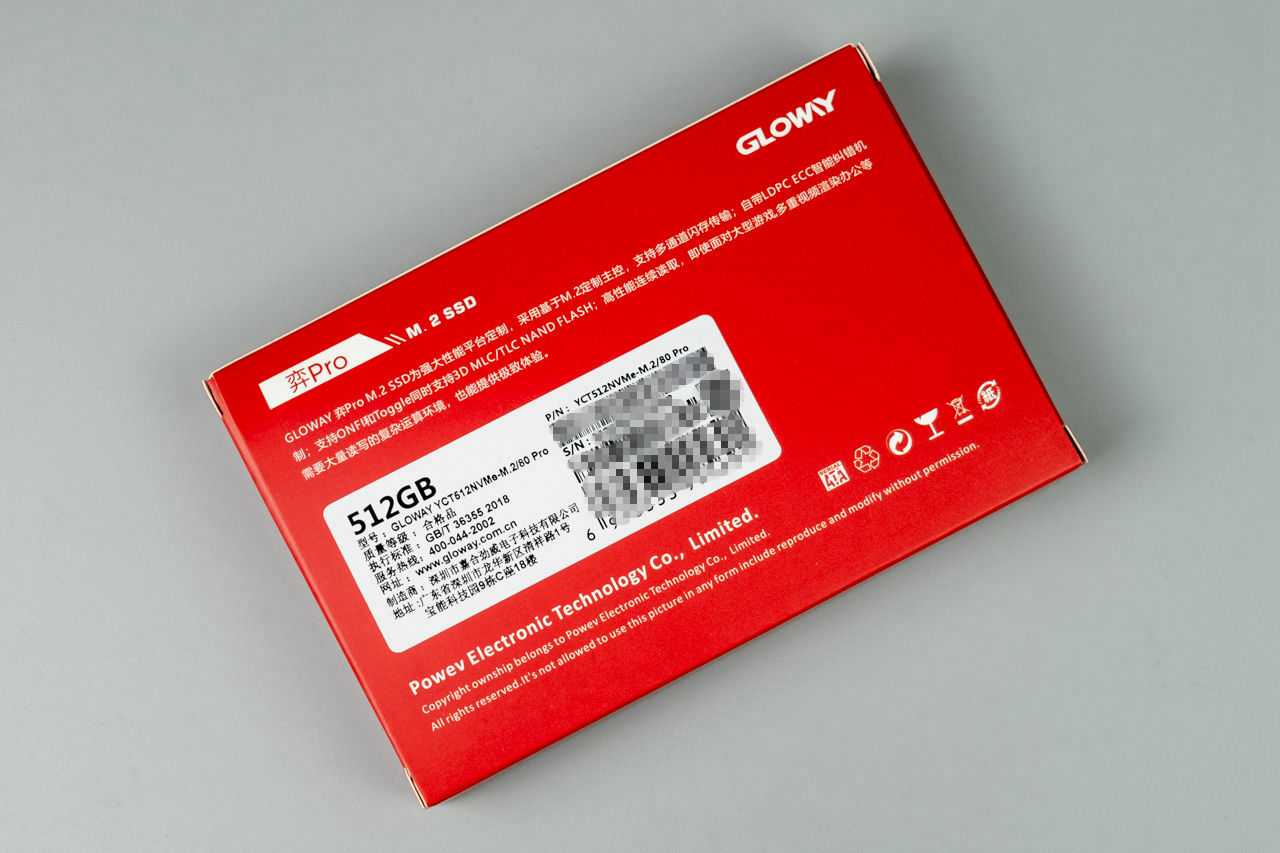 GLOWAY
弈Pro M.2 SSD
GLOWAY 弈Pro M.2 SSD为强大性能平台定制，采用基于M.2定制主控，支持多通道闪存传输；自带LDPC ECC智能纠错机
制；支持ONFI和Toggle同时支持3D MLC/TLC NAND FLASH；高性能连续读取，即使面对大型游戏,多重视频渲染办公等
需要大量读写的复杂运算环境，也能提供极致体验。
512GB
型号：GLOWAY YCT512NVMe-M.2/80 Pro
质量等级：合格品
执行标准：GB/T 36355 2018
服务热线：400-044-2002
网址：www.gloway.com.cn
制造商：深圳市嘉合劲威电子科技有限公司
地址:广东省深圳市龙华新区清祥路1号
宝能科技园9栋C座18楼
P/N：YCT512NVMe-M.2/80 Pro
S/N：
Powev Electronic Technology Co., Limited.
Copyright ownship belongs to Powev Electronic Technology Co., Limited.
All rights reserved.It's not allowed to use this picture in any form include reproduce and modify without permission.